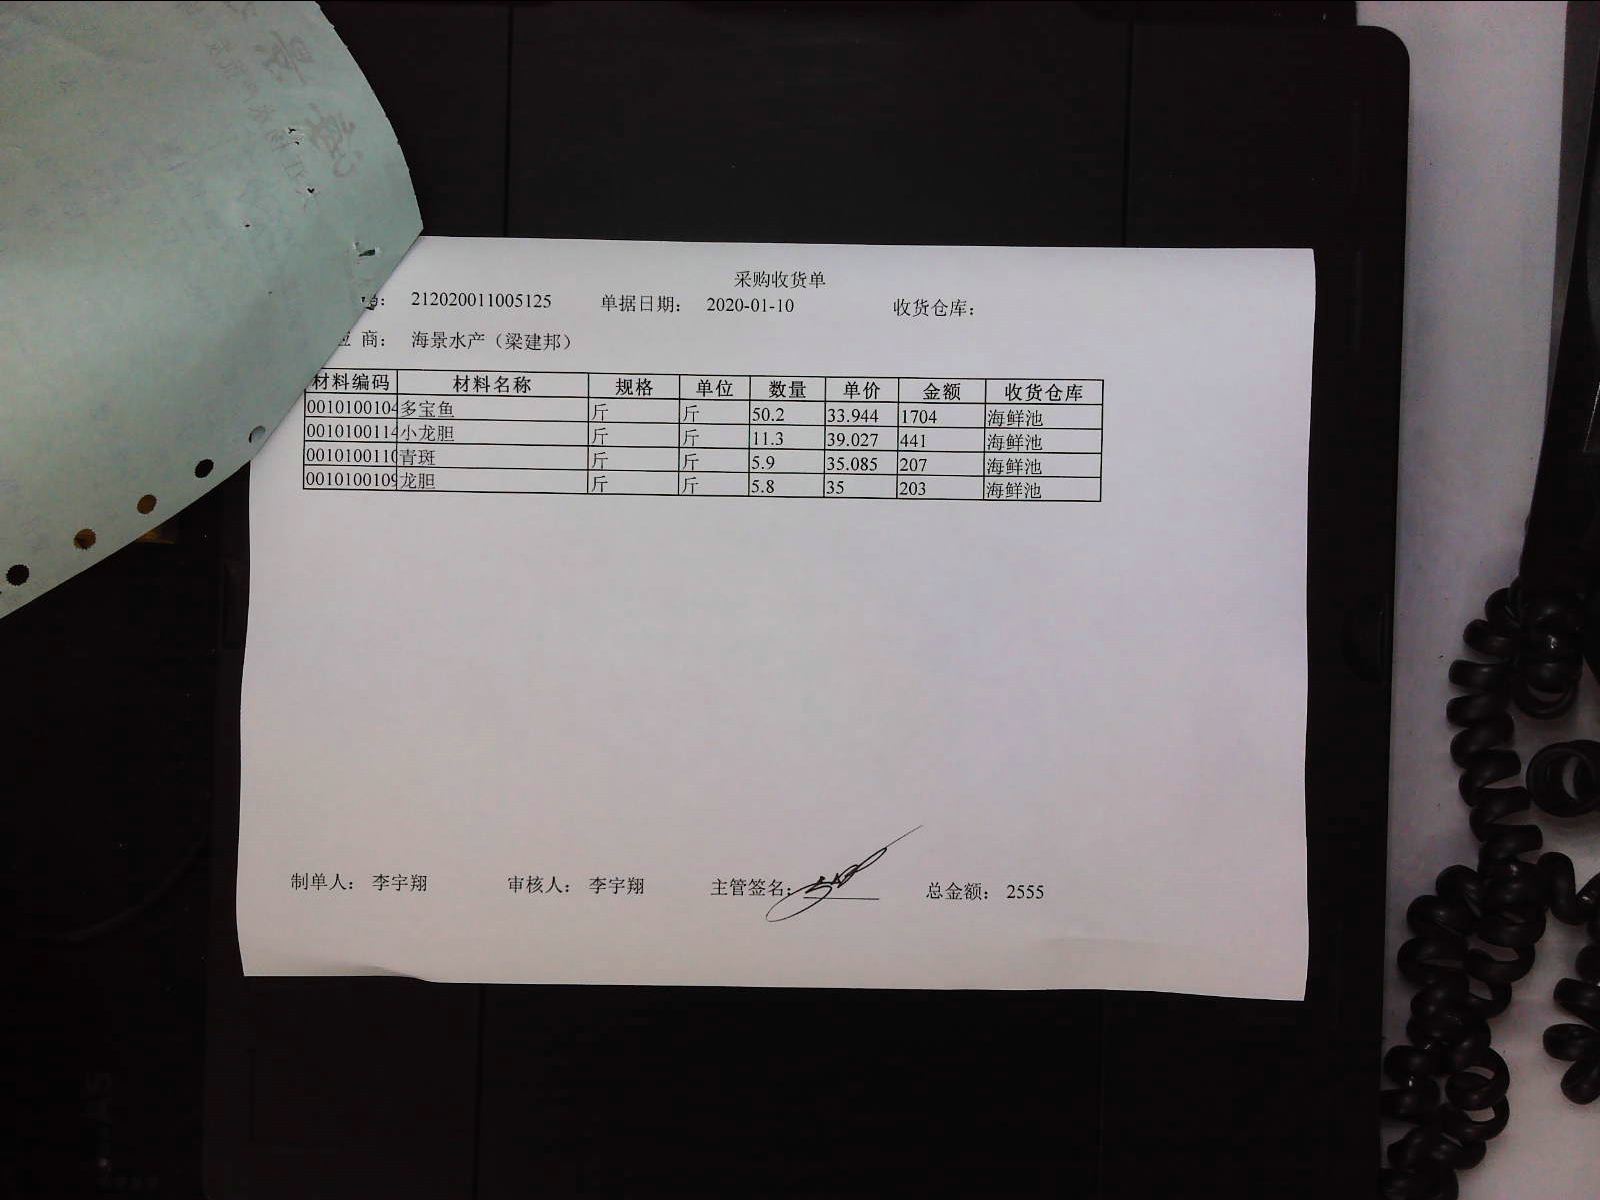 采购收货单
212020011005125 单据日期： 2020-01-10 收货仓库：
商： 海景水产（梁建邦）
材料编码 材料名称 规格 单位 数量 单价 金额 收货仓库
0010100104 多宝鱼 斤 斤 50.2 33.944 1704 海鲜池
0010100114 小龙胆 斤 斤 11.3 39.027 441 海鲜池
0010100110 青斑 斤 斤 5.9 35.085 207 海鲜池
0010100109 龙胆 斤 斤 5.8 35 203 海鲜池
制单人： 李宇翔 审核人： 李宇翔 主管签名： 总金额： 2555